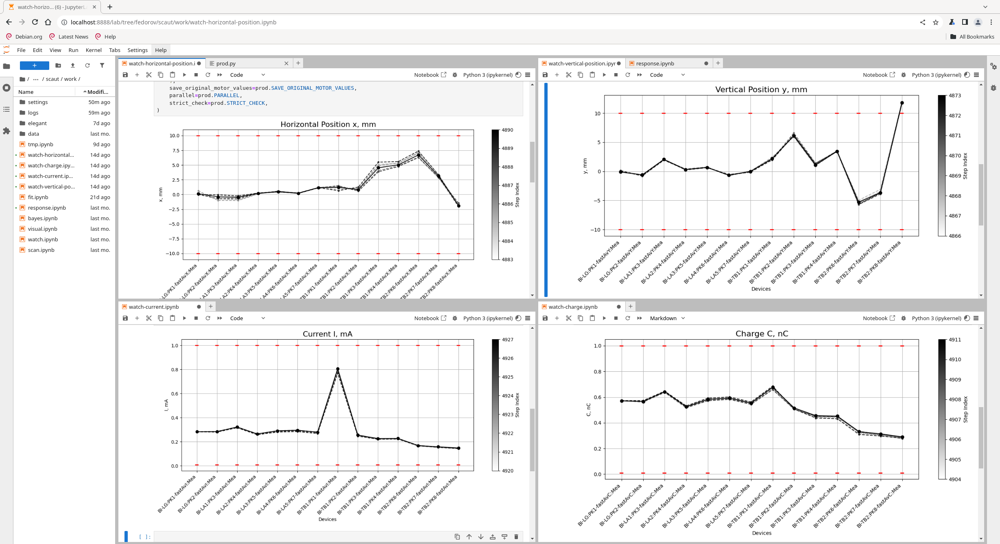 watch-horizo... (6) - JupyterL
localhost:8888/lab/tree/fedorov/scaut/work/watch-horizontal-position.ipynb
Debian.org Latest News Help All Bookmarks
File Edit View Run Kernel Tabs Settings Help
/ ... / scaut / work /
Name Modifi...
settings 50m ago
logs 59m ago
elegant 7d ago
data last mo.
tmp.ipynb 9d ago
watch-horizontal... 14d ago
watch-charge.ipy... 14d ago
watch-current.ip... 14d ago
watch-vertical-po... 14d ago
fit.ipynb 21d ago
response.ipynb last mo.
bayes.ipynb last mo.
visual.ipynb last mo.
watch.ipynb last mo.
scan.ipynb last mo.
watch-horizontal-position.i prod.py
Code Notebook Python 3 (ipykernel)
],
save_original_motor_values=prod.SAVE_ORIGINAL_MOTOR_VALUES,
parallel=prod.PARALLEL,
strict_check=prod.STRICT_CHECK,
)
Horizontal Position x, mm
x, mm
10.0
7.5
5.0
2.5
0.0
−2.5
−5.0
−7.5
−10.0
-LG:PK1-fastAvX:Mea
LG:PK2-fastAvX:Mea
A1:PK3-fastAvX:Mea
A2:PK4-fastAvX:Mea
A3:PK5-fastAvX:Mea
A4:PK6-fastAvX:Mea
A5:PK7-fastAvX:Mea
TB1:PK1-fastAvX:Mea
TB1:PK2-fastAvX:Mea
TB1:PK3-fastAvX:Mea
TB1:PK4-fastAvX:Mea
TB2:PK6-fastAvX:Mea
TB2:PK7-fastAvX:Mea
TB2:PK8-fastAvX:Mea
4890
4889
4888
4887
4886
4885
4884
4883
Step Index
watch-vertical-position.ipyr response.ipynb
Code Notebook Python 3 (ipykernel)
Vertical Position y, mm
y, mm
10
5
0
−5
−10
BI-LG:PK1-fastAvY:Mea
BI-LG:PK2-fastAvY:Mea
BI-LA1:PK3-fastAvY:Mea
BI-LA2:PK4-fastAvY:Mea
BI-LA3:PK5-fastAvY:Mea
BI-LA4:PK6-fastAvY:Mea
BI-LA5:PK7-fastAvY:Mea
BI-TB1:PK1-fastAvY:Mea
BI-TB1:PK2-fastAvY:Mea
BI-TB1:PK3-fastAvY:Mea
BI-TB1:PK4-fastAvY:Mea
BI-TB2:PK6-fastAvY:Mea
BI-TB2:PK7-fastAvY:Mea
BI-TB2:PK8-fastAvY:Mea
Devices
4873
4872
4871
4870
4869
4868
4867
4866
Step Index
watch-current.ipynb
Code Notebook Python 3 (ipykernel)
Current I, mA
I, mA
1.0
0.8
0.6
0.4
0.2
0.0
BI-LG:PK1-fastAvI:Mea
BI-LG:PK2-fastAvI:Mea
BI-LA1:PK3-fastAvI:Mea
BI-LA2:PK4-fastAvI:Mea
BI-LA3:PK5-fastAvI:Mea
BI-LA4:PK6-fastAvI:Mea
BI-LA5:PK7-fastAvI:Mea
BI-TB1:PK1-fastAvI:Mea
BI-TB1:PK2-fastAvI:Mea
BI-TB1:PK3-fastAvI:Mea
BI-TB1:PK4-fastAvI:Mea
BI-TB2:PK6-fastAvI:Mea
BI-TB2:PK7-fastAvI:Mea
BI-TB2:PK8-fastAvI:Mea
Devices
4927
4926
4925
4924
4923
4922
4921
4920
Step Index
[ ]:
watch-charge.ipynb
Markdown Notebook Python 3 (ipykernel)
Charge C, nC
C, nC
1.0
0.8
0.6
0.4
0.2
0.0
BI-LG:PK1-fastAvC:Mea
BI-LG:PK2-fastAvC:Mea
BI-LA1:PK3-fastAvC:Mea
BI-LA2:PK4-fastAvC:Mea
BI-LA3:PK5-fastAvC:Mea
BI-LA4:PK6-fastAvC:Mea
BI-LA5:PK7-fastAvC:Mea
BI-TB1:PK1-fastAvC:Mea
BI-TB1:PK2-fastAvC:Mea
BI-TB1:PK3-fastAvC:Mea
BI-TB1:PK4-fastAvC:Mea
BI-TB2:PK6-fastAvC:Mea
BI-TB2:PK7-fastAvC:Mea
BI-TB2:PK8-fastAvC:Mea
Devices
4911
4910
4909
4908
4907
4906
4905
4904
Step Index